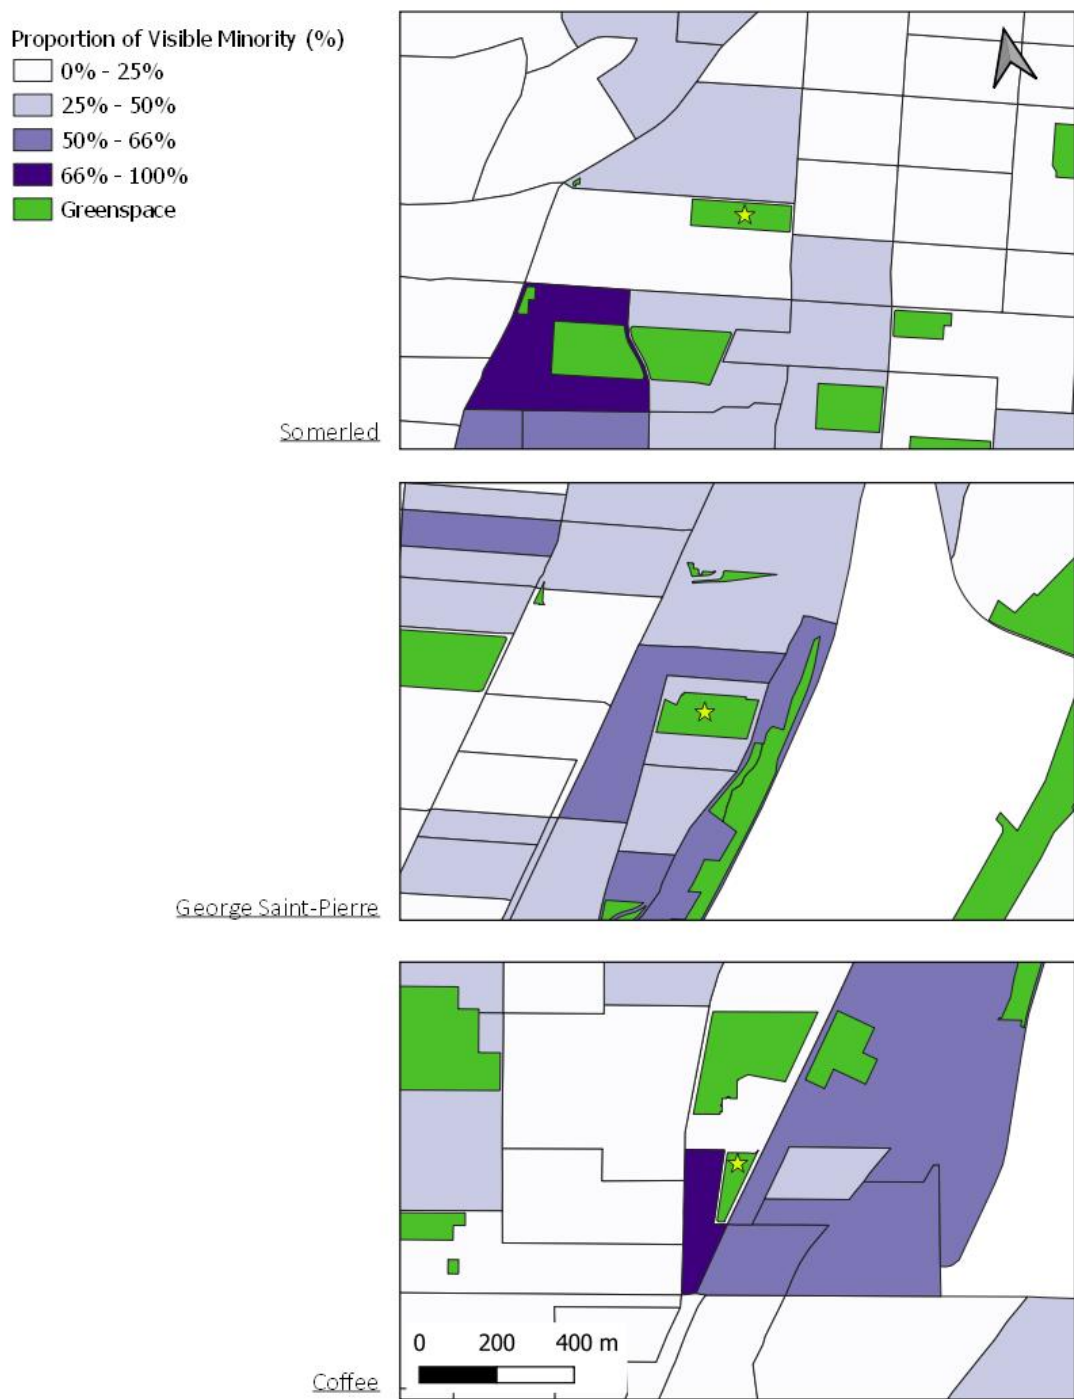 Proportion of Visible Minority (%)
0% - 25%
25% - 50%
50% - 66%
66% - 100%
Greenspace
Somerled
George Saint-Pierre
0 200 400 m
Coffee